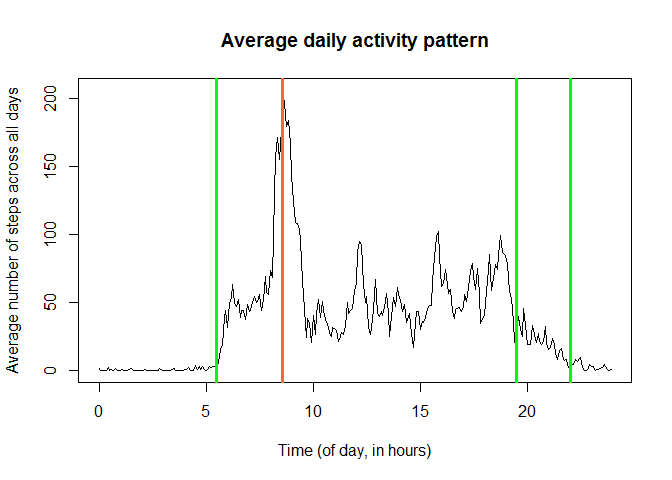 Average daily activity pattern
Average number of steps across all days
200
150
100
50
0
0 5 10 15 20
Time (of day, in hours)